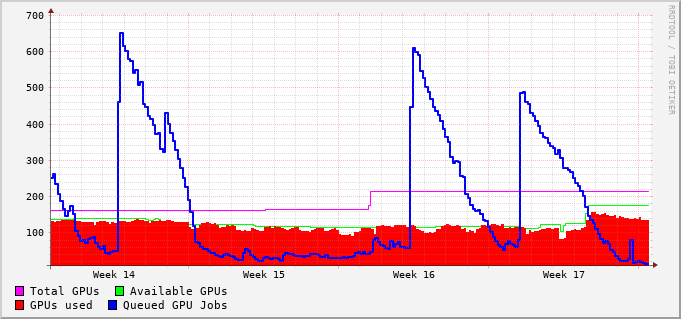 700
600
500
400
300
200
100
Week 14 Week 15 Week 16 Week 17
Total GPUs Available GPUs
GPUs used Queued GPU Jobs
RRDTOOL / TOBI OETIKER